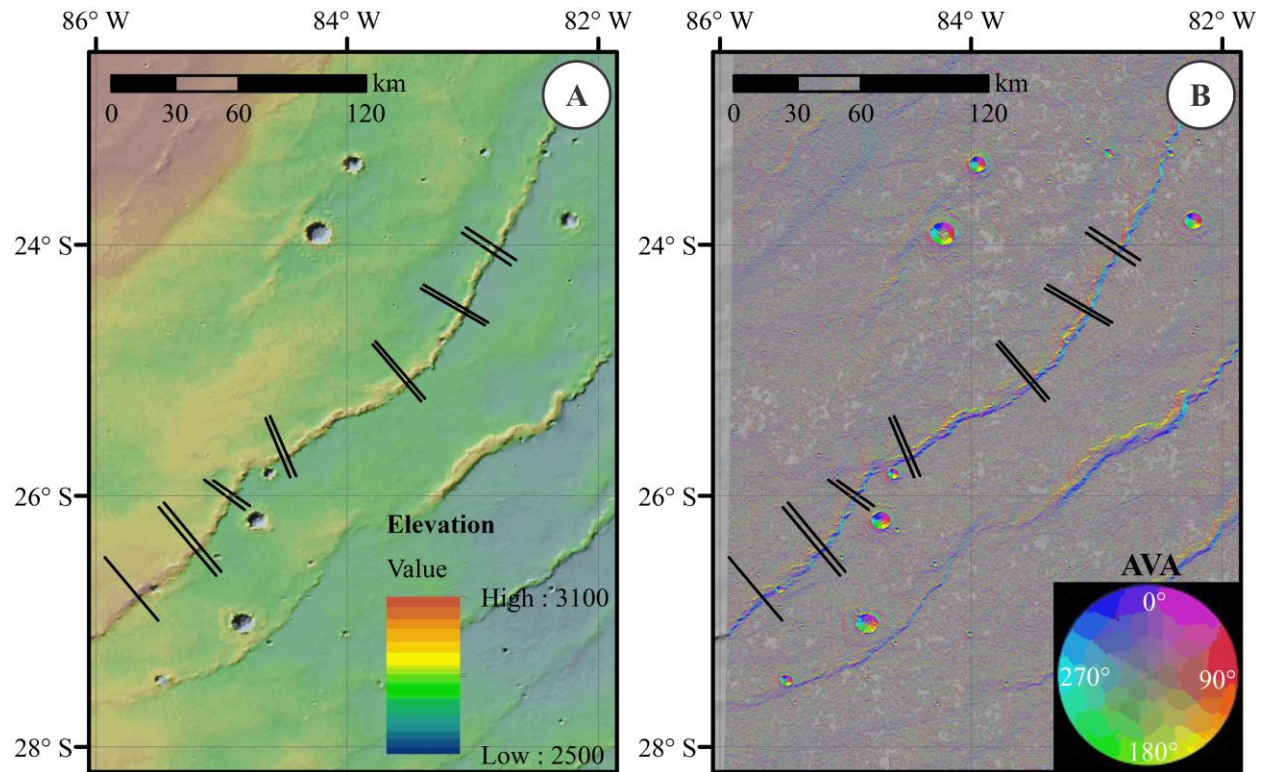 86° W 84° W 82° W 86° W 84° W 82° W
km A km B
0 30 60 120 0 30 60 120
24° S 24° S
26° S 26° S
Elevation
Value
High : 3100
Low : 2500
AVA
0°
270° 90°
180°
28° S 28° S